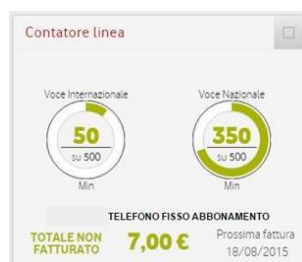 Contatore linea
Voce Internazionale
Voce Nazionale
50
su 500
350
su 500
Min
Min
TELEFONO FISSO ABBONAMENTO
TOTALE NON
FATTURATO
7,00 €
Prossima fattura
18/08/2015